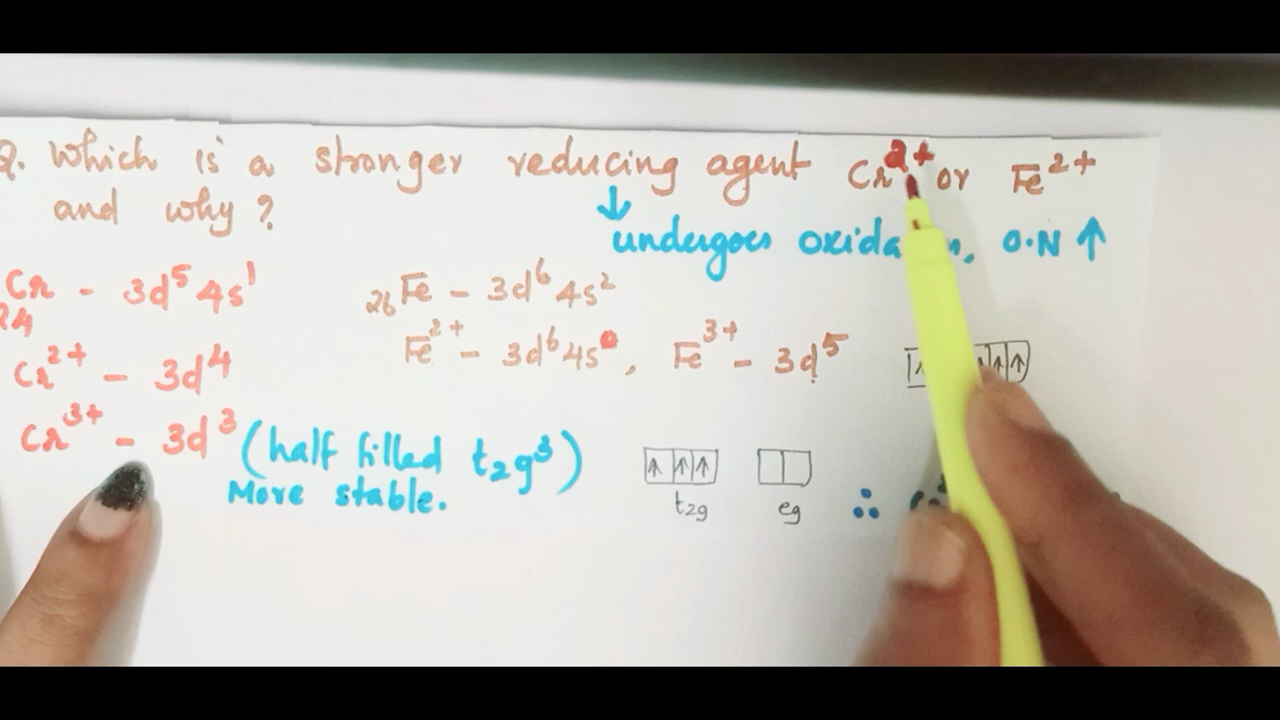 Q. Which is a stronger reducing agent Cr²⁺ or Fe²⁺
and why?
↓
undergoes oxida, O.N ↑
₂₄Cr - 3d⁵ 4s¹
₂₆Fe - 3d⁶ 4s²
Cr²⁺ - 3d⁴
Fe²⁺ - 3d⁶ 4s⁰, Fe³⁺ - 3d⁵
Cr³⁺ - 3d³ (half filled t₂g³)
More stable.
t₂g eg
∴